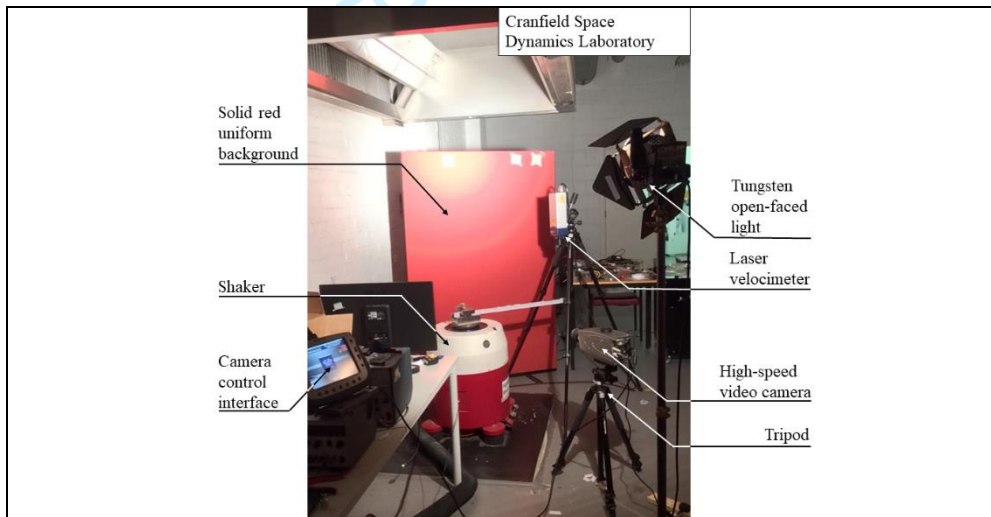 Cranfield Space
Dynamics Laboratory
Solid red
uniform
background
Tungsten
open-faced
light
Laser
velocimeter
Shaker
Camera
control
interface
High-speed
video camera
Tripod